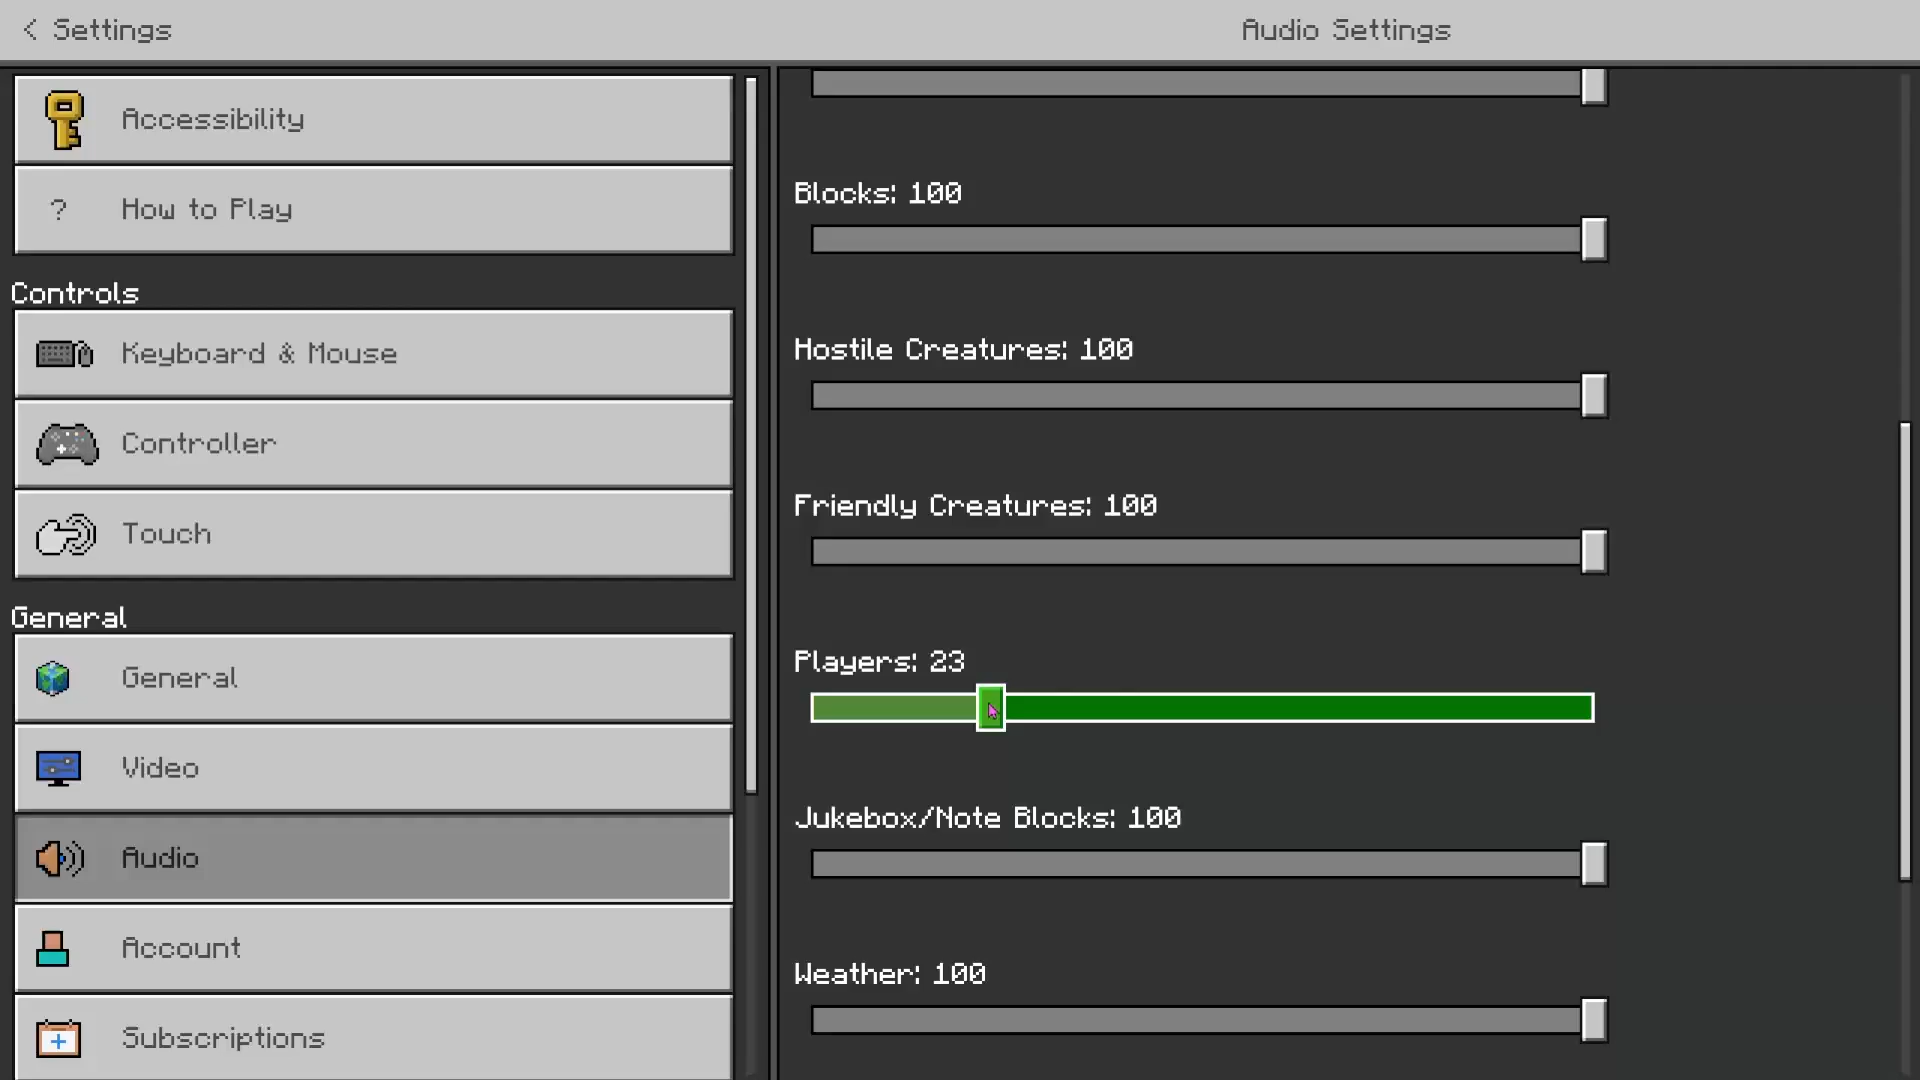 < Settings
Audio Settings
Accessibility
? How to Play
Controls
Keyboard & Mouse
Controller
Touch
General
General
Video
Audio
Account
Subscriptions
Blocks: 100
Hostile Creatures: 100
Friendly Creatures: 100
Players: 23
Jukebox/Note Blocks: 100
Weather: 100